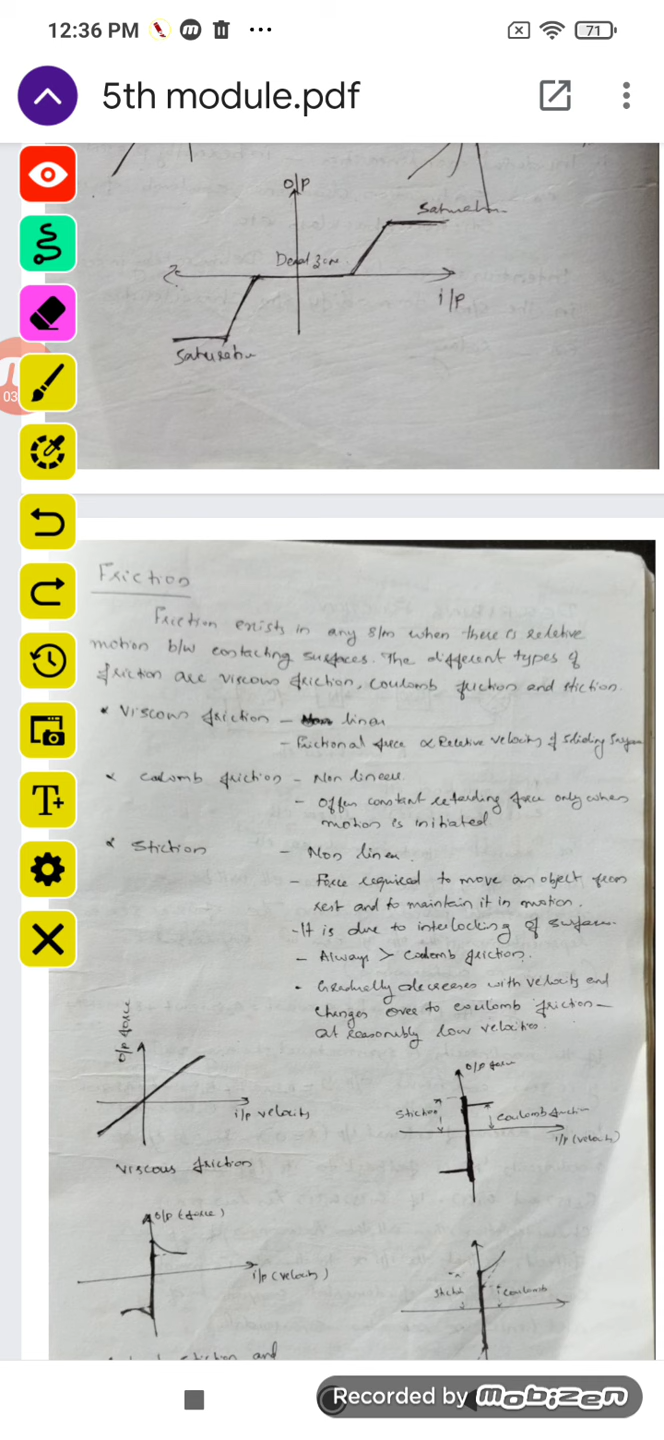 12:36 PM
71
5th module.pdf
o/p
Dead zone
i/p
Friction
Friction exists in any s/m when there is relative
motion b/w contacting surfaces. The different types of
friction are viscous friction, coulomb friction and stiction.
* Viscous friction - linear
- Frictional force ∝ Relative velocity of sliding
* Colomb friction - Non linear
- Offers constant retarding force only when
motion is initiated
* Stiction - Non linear.
- Force required to move an object from
rest and to maintain it in motion.
- It is due to interlocking of
- Always > Coulomb friction.
- Gradually decreases with velocity and
changes over to coulomb friction
at reasonably low velocities.
o/p force
i/p velocity
Viscous friction
o/p force
Stiction
Coulomb friction
i/p (velocity)
o/p (force)
i/p (velocity)
coulomb
stiction and
T+
03
Recorded by mobizen